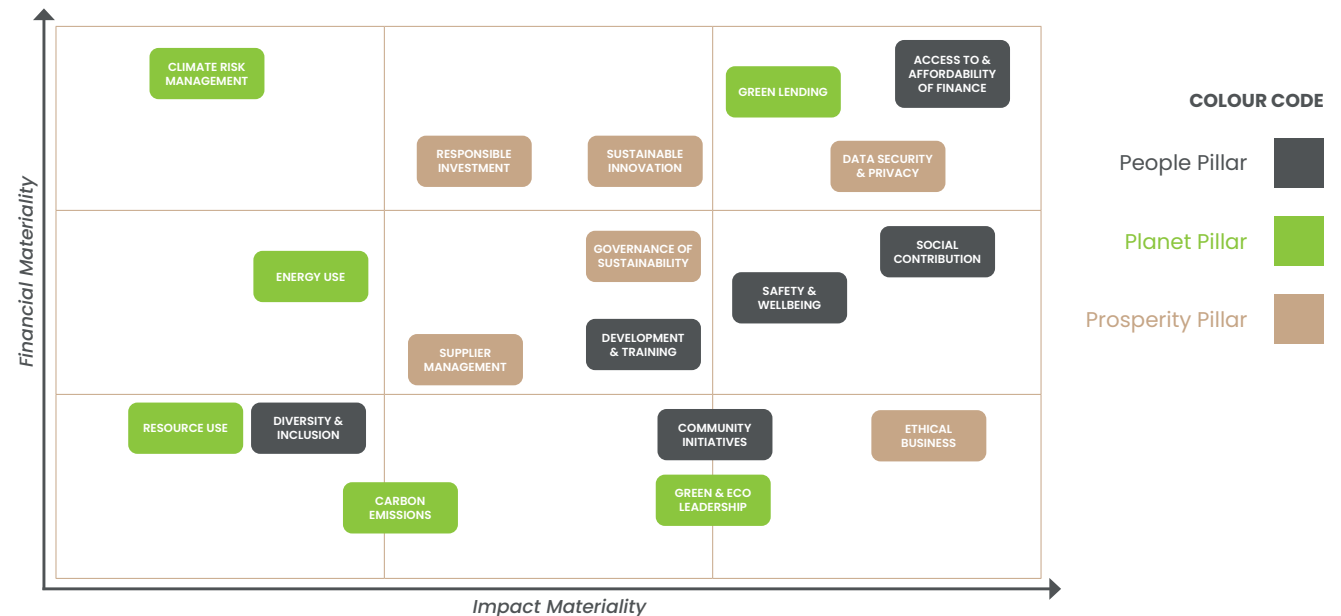 CLIMATE RISK
MANAGEMENT
GREEN LENDING
ACCESS TO &
AFFORDABILITY
OF FINANCE
RESPONSIBLE
INVESTMENT
SUSTAINABLE
INNOVATION
DATA SECURITY
& PRIVACY
ENERGY USE
GOVERNANCE OF
SUSTAINABILITY
SOCIAL
CONTRIBUTION
SAFETY &
WELLBEING
SUPPLIER
MANAGEMENT
DEVELOPMENT
& TRAINING
RESOURCE USE
DIVERSITY &
INCLUSION
COMMUNITY
INITIATIVES
ETHICAL
BUSINESS
CARBON
EMISSIONS
GREEN & ECO
LEADERSHIP
Financial Materiality
Impact Materiality
COLOUR CODE
People Pillar
Planet Pillar
Prosperity Pillar